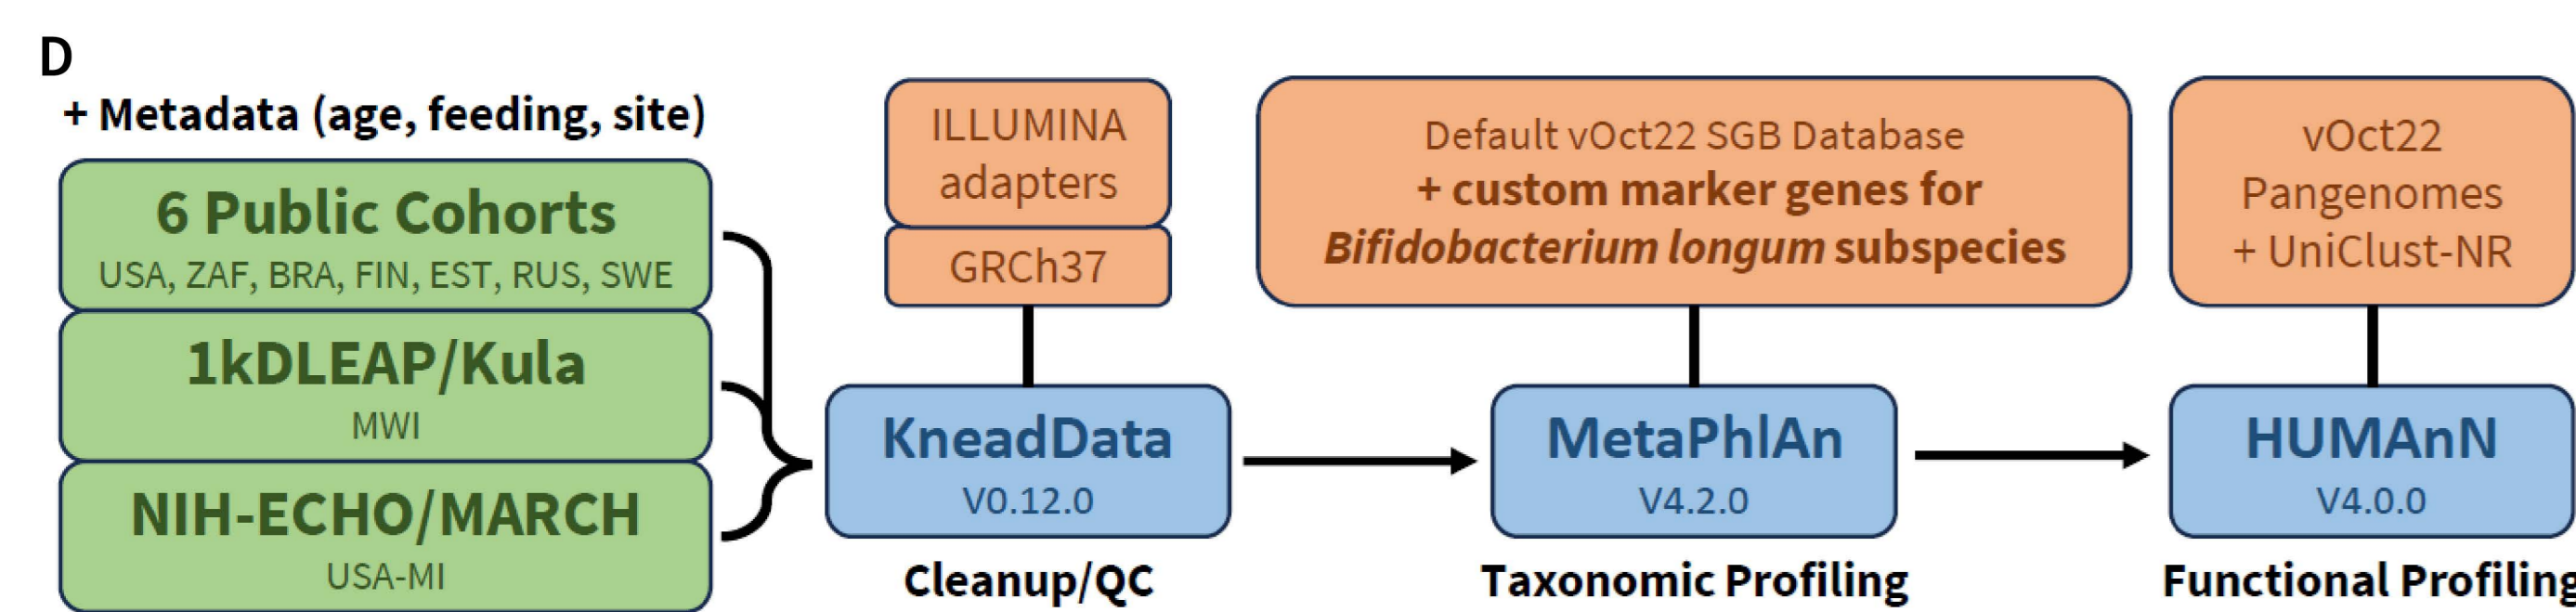 D
+ Metadata (age, feeding, site)
6 Public Cohorts
USA, ZAF, BRA, FIN, EST, RUS, SWE
1kDLEAP/Kula
MWI
NIH-ECHO/MARCH
USA-MI
ILLUMINA
adapters
GRCh37
KneadData
V0.12.0
Cleanup/QC
Default vOct22 SGB Database
+ custom marker genes for
Bifidobacterium longum subspecies
MetaPhlAn
V4.2.0
Taxonomic Profiling
vOct22
Pangenomes
+ UniClust-NR
HUMAnN
V4.0.0
Functional Profiling